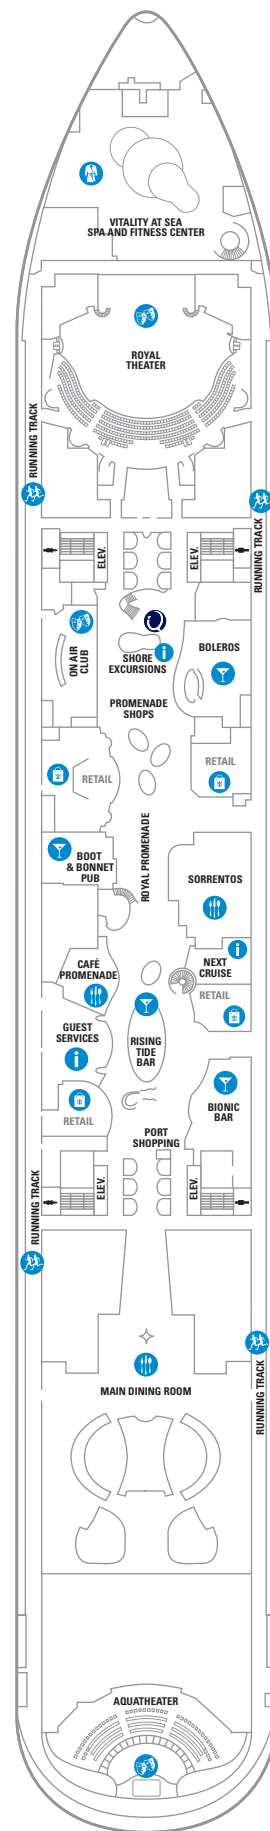 VITALITY AT SEA
SPA AND FITNESS CENTER
ROYAL
THEATER
RUNNING TRACK
RUNNING TRACK
ELEV.
ELEV.
ON AIR
CLUB
SHORE
EXCURSIONS
BOLEROS
PROMENADE
SHOPS
RETAIL
RETAIL
ROYAL PROMENADE
BOOT
& BONNET
PUB
SORRENTOS
CAFÉ
PROMENADE
NEXT
CRUISE
RETAIL
GUEST
SERVICES
RISING
TIDE
BAR
RETAIL
BIONIC
BAR
PORT
SHOPPING
ELEV.
ELEV.
RUNNING TRACK
RUNNING TRACK
MAIN DINING ROOM
AQUATHEATER